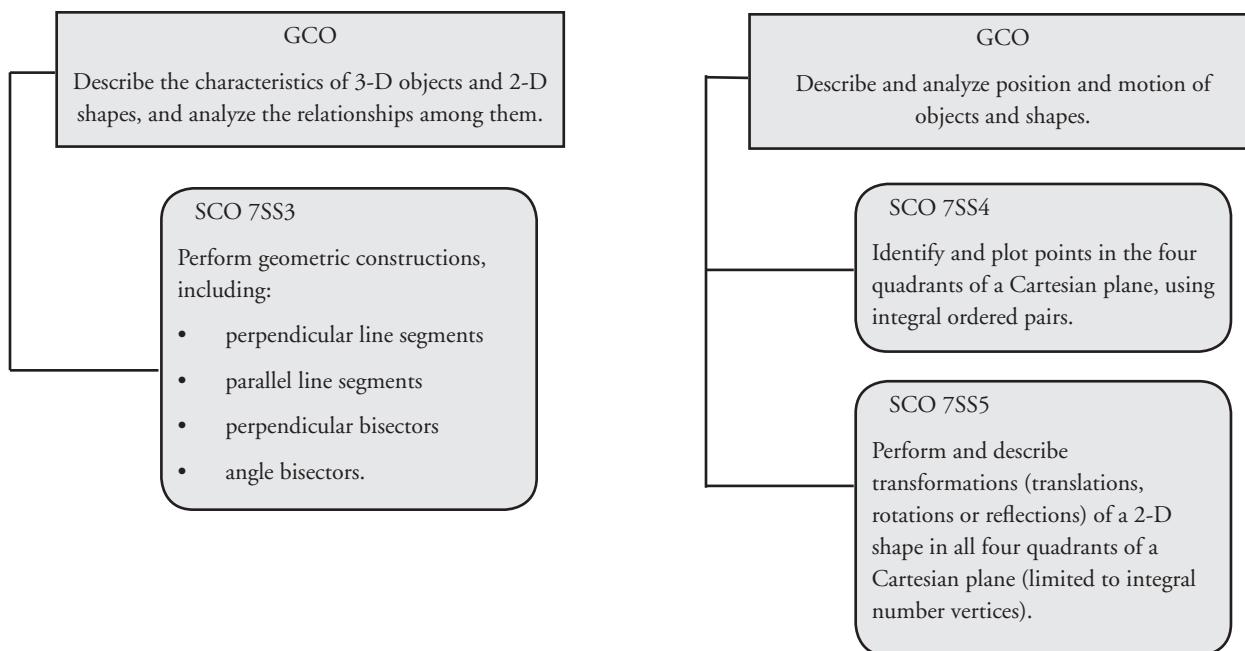 GCO
Describe the characteristics of 3-D objects and 2-D
shapes, and analyze the relationships among them.
SCO 7SS3
Perform geometric constructions,
including:
• perpendicular line segments
• parallel line segments
• perpendicular bisectors
• angle bisectors.
GCO
Describe and analyze position and motion of
objects and shapes.
SCO 7SS4
Identify and plot points in the four
quadrants of a Cartesian plane, using
integral ordered pairs.
SCO 7SS5
Perform and describe
transformations (translations,
rotations or reflections) of a 2-D
shape in all four quadrants of a
Cartesian plane (limited to integral
number vertices).